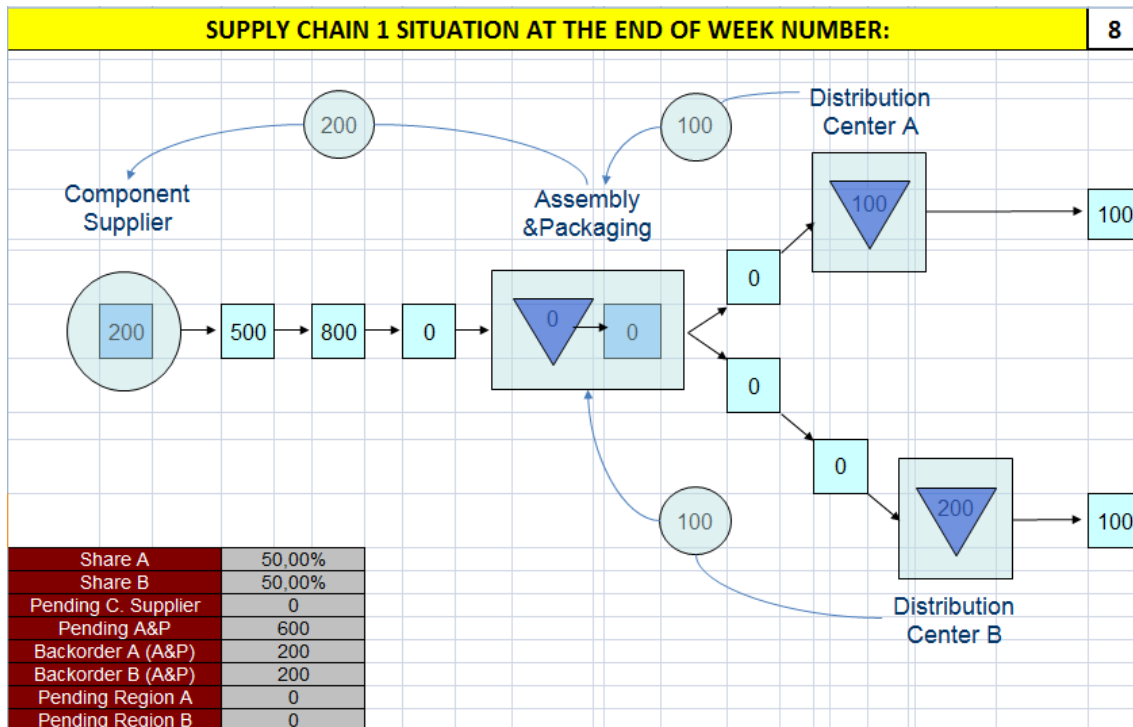 SUPPLY CHAIN 1 SITUATION AT THE END OF WEEK NUMBER: 8
Distribution
Center A
200
100
Component
Supplier
Assembly
&Packaging
100
100
0
200
500
800
0
0
0
0
0
200
100
100
Distribution
Center B
Share A 50,00%
Share B 50,00%
Pending C. Supplier 0
Pending A&P 600
Backorder A (A&P) 200
Backorder B (A&P) 200
Pending Region A 0
Pending Region B 0